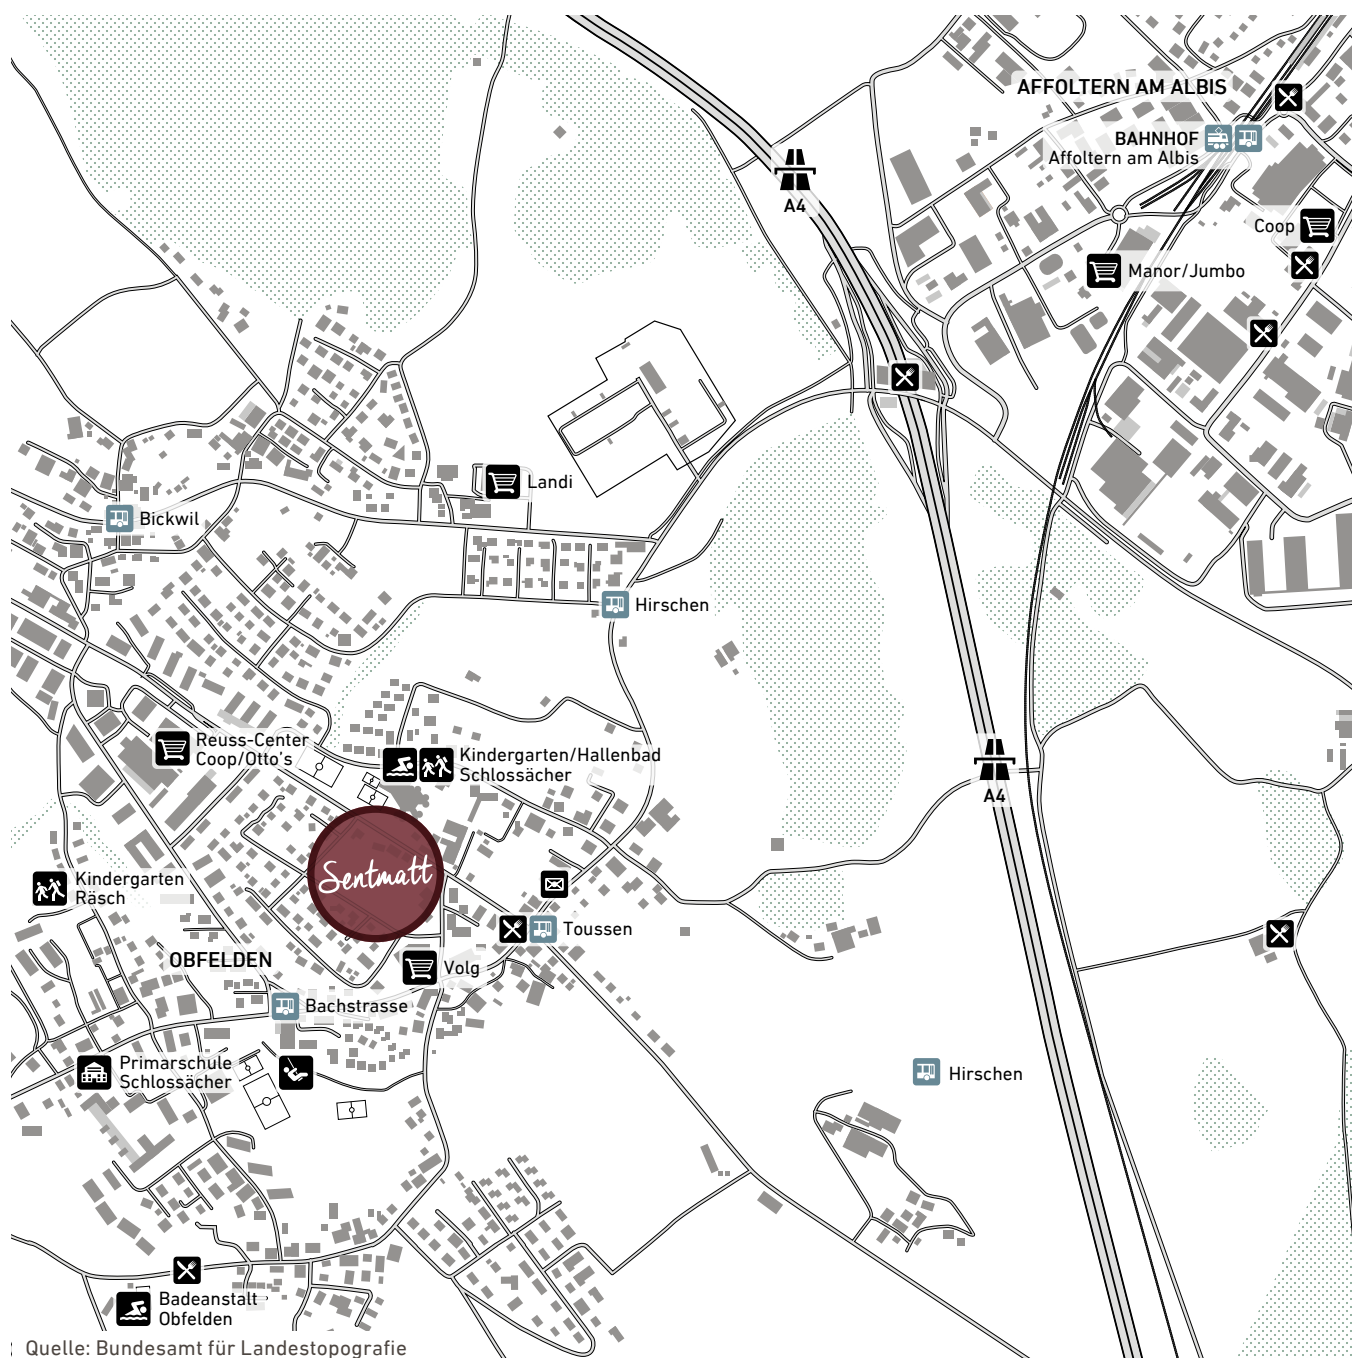 AFFOLTERN AM ALBIS
BAHNHOF
Affoltern am Albis
A4
Coop
Manor/Jumbo
Landi
Bickwil
Hirschen
Reuss-Center
Coop/Otto's
Kindergarten/Hallenbad
Schlossächer
A4
Sentmatt
Kindergarten
Räsch
Toussen
OBFELDEN
Volg
Bachstrasse
Primarschule
Schlossächer
Hirschen
Badeanstalt
Obfelden
Quelle: Bundesamt für Landestopografie